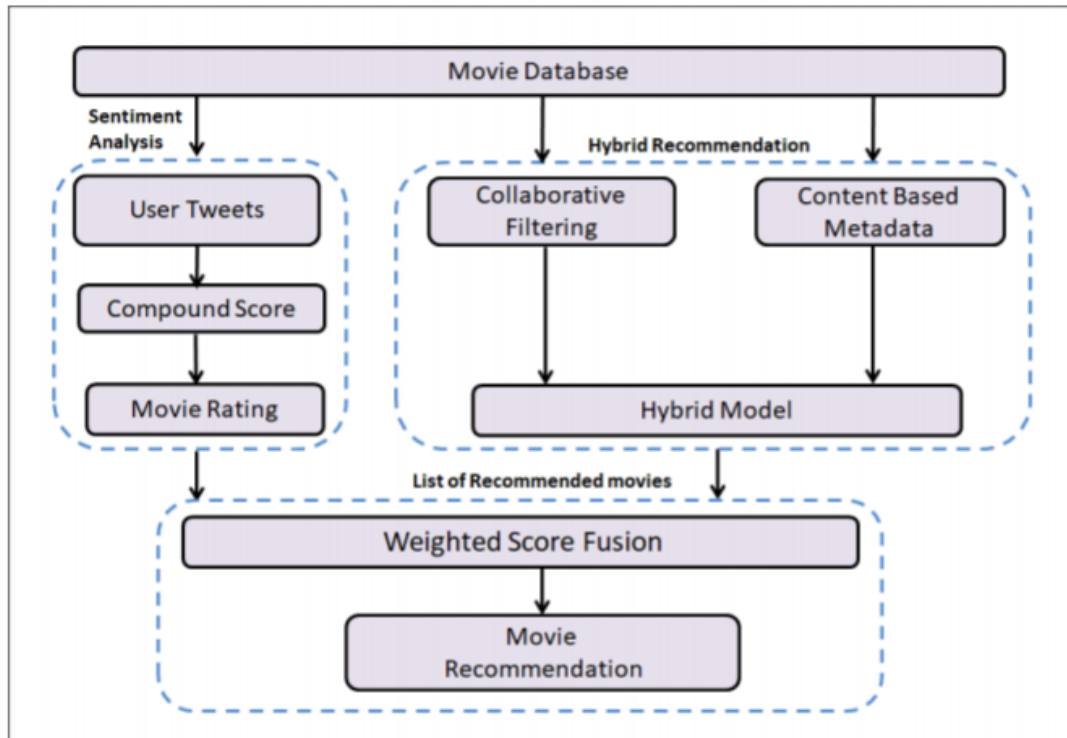 Movie Database
Sentiment
Analysis
Hybrid Recommendation
User Tweets
Collaborative
Filtering
Content Based
Metadata
Compound Score
Movie Rating
Hybrid Model
List of Recommended movies
Weighted Score Fusion
Movie
Recommendation